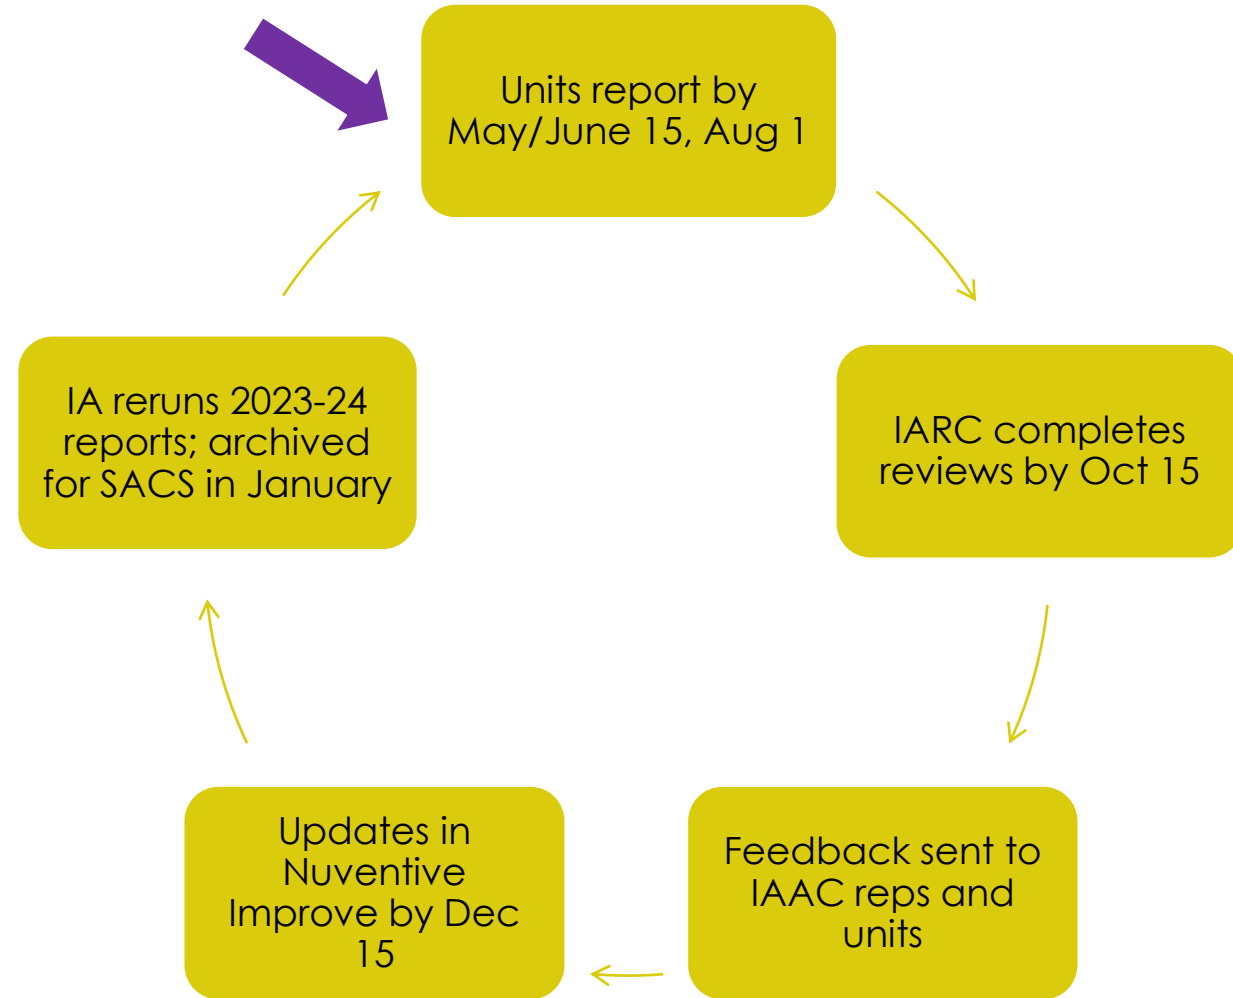 Units report by
May/June 15, Aug 1
IARC completes
reviews by Oct 15
Feedback sent to
IAAC reps and
units
Updates in
Nuventive
Improve by Dec
15
IA reruns 2023-24
reports; archived
for SACS in January